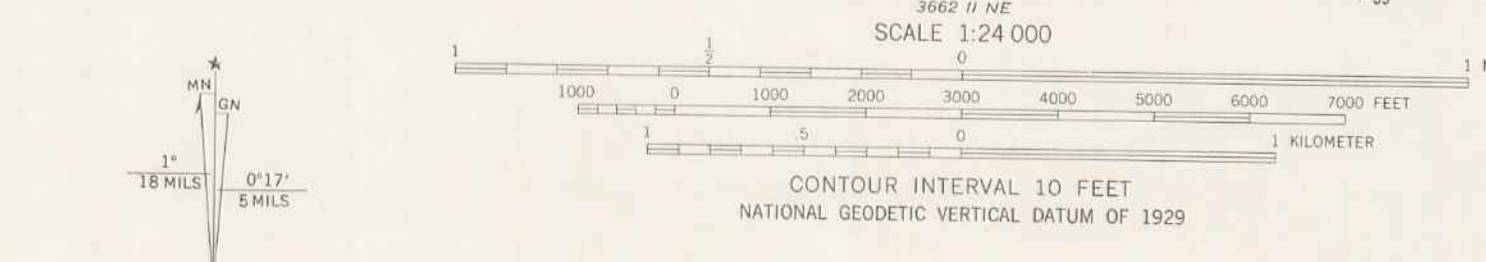 3662 II NE
SCALE 1:24 000
1 ½ 0 1
1000 0 1000 2000 3000 4000 5000 6000 7000 FEET
1 .5 0 1 KILOMETER
CONTOUR INTERVAL 10 FEET
NATIONAL GEODETIC VERTICAL DATUM OF 1929
MN
GN
1°
18 MILS
0°17'
5 MILS